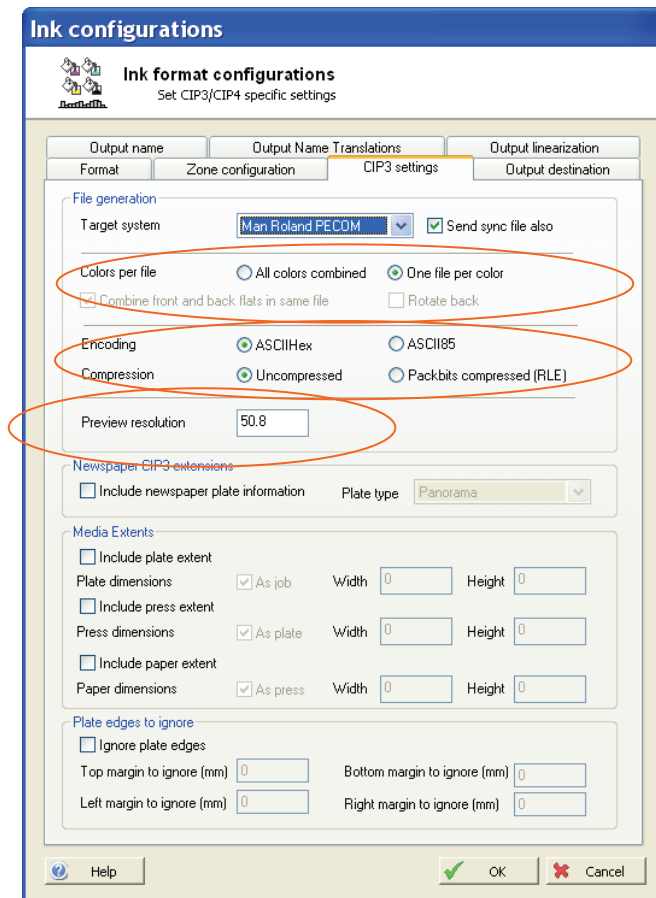 Ink configurations
Ink format configurations
Set CIP3/CIP4 specific settings
Output name Output Name Translations Output linearization
Format Zone configuration CIP3 settings Output destination
File generation
Target system Man Roland PECOM Send sync file also
Colors per file All colors combined One file per color
Combine front and back flats in same file Rotate back
Encoding ASCIIHex ASCII85
Compression Uncompressed Packbits compressed (RLE)
Preview resolution 50.8
Newspaper CIP3 extensions
Include newspaper plate information Plate type Panorama
Media Extents
Include plate extent
Plate dimensions As job Width 0 Height 0
Include press extent
Press dimensions As plate Width 0 Height 0
Include paper extent
Paper dimensions As press Width 0 Height 0
Plate edges to ignore
Ignore plate edges
Top margin to ignore (mm) 0 Bottom margin to ignore (mm) 0
Left margin to ignore (mm) 0 Right margin to ignore (mm) 0
Help OK Cancel